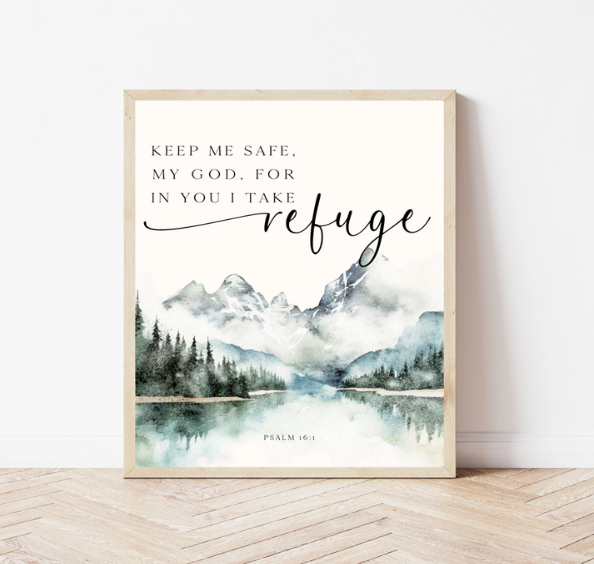 KEEP ME SAFE,
MY GOD, FOR
IN YOU I TAKE
refuge
PSALM 16:1